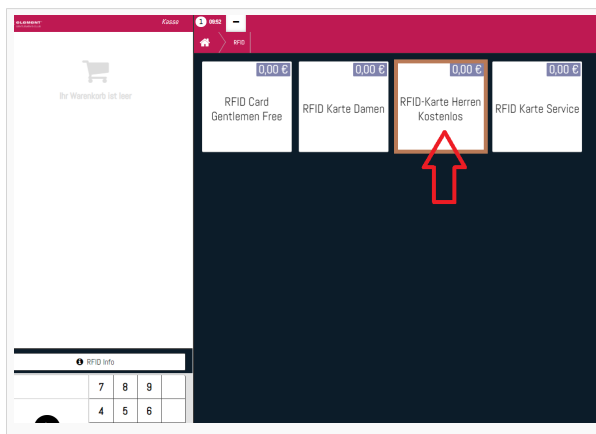 ELEMENT
Kasse
1 09:52
RFID
Ihr Warenkorb ist leer
0,00 €
RFID Card
Gentlemen Free
0,00 €
RFID Karte Damen
0,00 €
RFID-Karte Herren
Kostenlos
0,00 €
RFID Karte Service
RFID Info
7 8 9
4 5 6